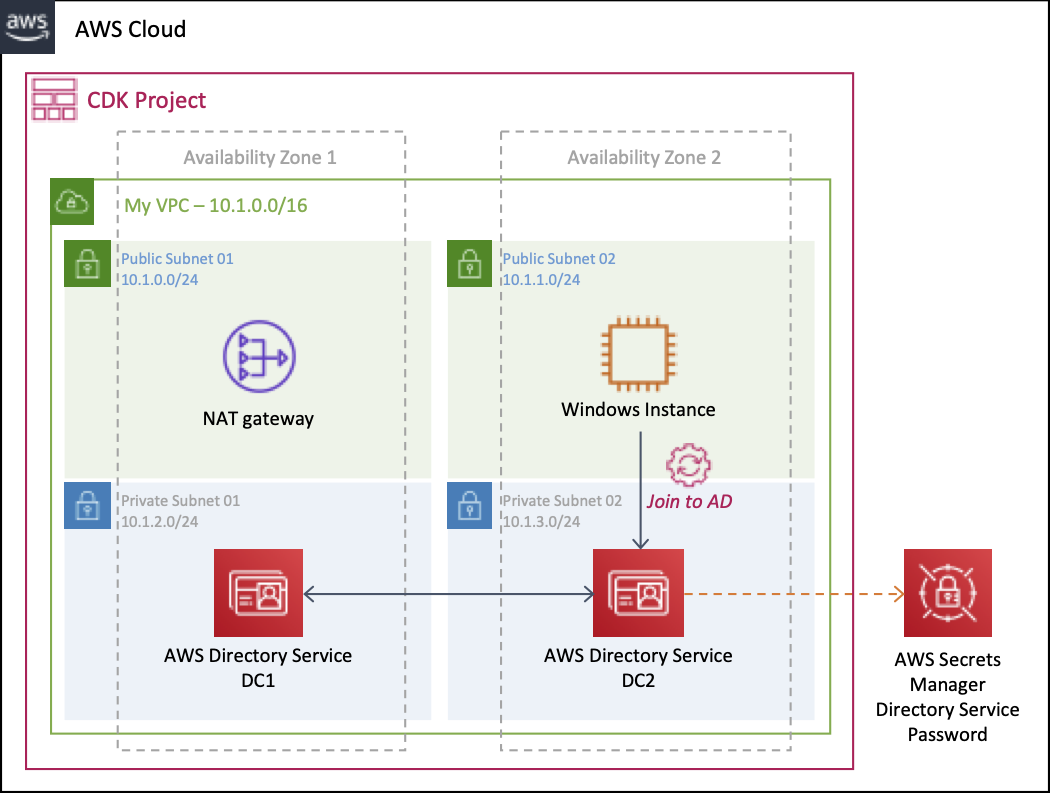 aws
AWS Cloud
CDK Project
Availability Zone 1
Availability Zone 2
My VPC – 10.1.0.0/16
Public Subnet 01
10.1.0.0/24
Public Subnet 02
10.1.1.0/24
NAT gateway
Windows Instance
Join to AD
Private Subnet 01
10.1.2.0/24
Private Subnet 02
10.1.3.0/24
AWS Directory Service
DC1
AWS Directory Service
DC2
AWS Secrets
Manager
Directory Service
Password